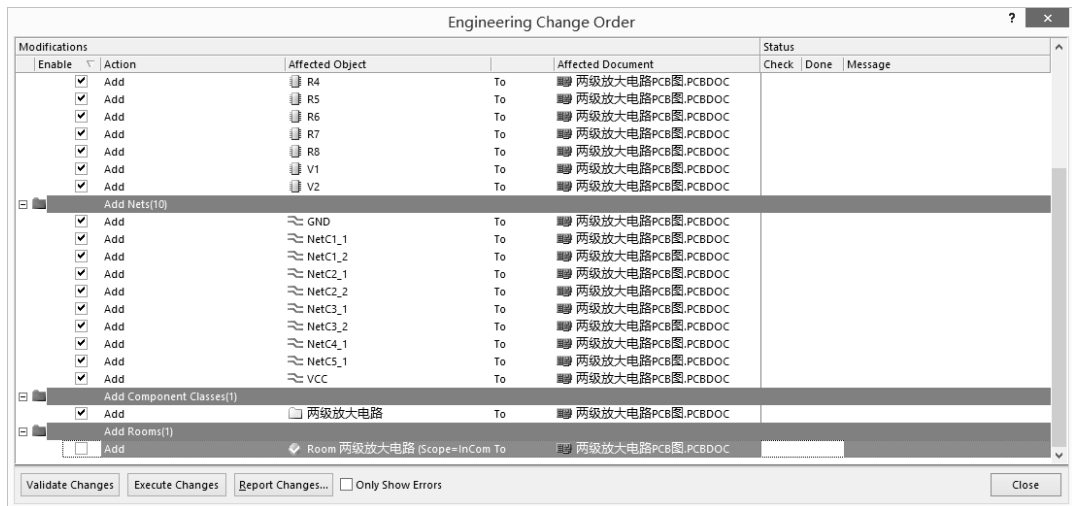 Engineering Change Order ? ×
Modifications Status
Enable Action Affected Object Affected Document Check Done Message
Add R4 To 两级放大电路PCB图.PCBDOC
Add R5 To 两级放大电路PCB图.PCBDOC
Add R6 To 两级放大电路PCB图.PCBDOC
Add R7 To 两级放大电路PCB图.PCBDOC
Add R8 To 两级放大电路PCB图.PCBDOC
Add V1 To 两级放大电路PCB图.PCBDOC
Add V2 To 两级放大电路PCB图.PCBDOC
Add Nets(10)
Add GND To 两级放大电路PCB图.PCBDOC
Add NetC1_1 To 两级放大电路PCB图.PCBDOC
Add NetC1_2 To 两级放大电路PCB图.PCBDOC
Add NetC2_1 To 两级放大电路PCB图.PCBDOC
Add NetC2_2 To 两级放大电路PCB图.PCBDOC
Add NetC3_1 To 两级放大电路PCB图.PCBDOC
Add NetC3_2 To 两级放大电路PCB图.PCBDOC
Add NetC4_1 To 两级放大电路PCB图.PCBDOC
Add NetC5_1 To 两级放大电路PCB图.PCBDOC
Add VCC To 两级放大电路PCB图.PCBDOC
Add Component Classes(1)
Add 两级放大电路 To 两级放大电路PCB图.PCBDOC
Add Rooms(1)
Add Room 两级放大电路 (Scope=InCom To 两级放大电路PCB图.PCBDOC
Validate Changes Execute Changes Report Changes... Only Show Errors Close